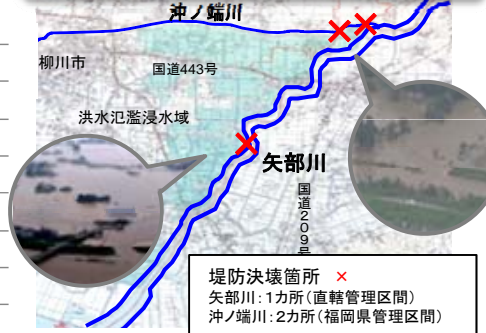 沖ノ端川
柳川市
国道443号
洪水氾濫浸水域
矢部川
国道209号
堤防決壊箇所 ×
矢部川:1カ所(直轄管理区間)
沖ノ端川:2カ所(福岡県管理区間)